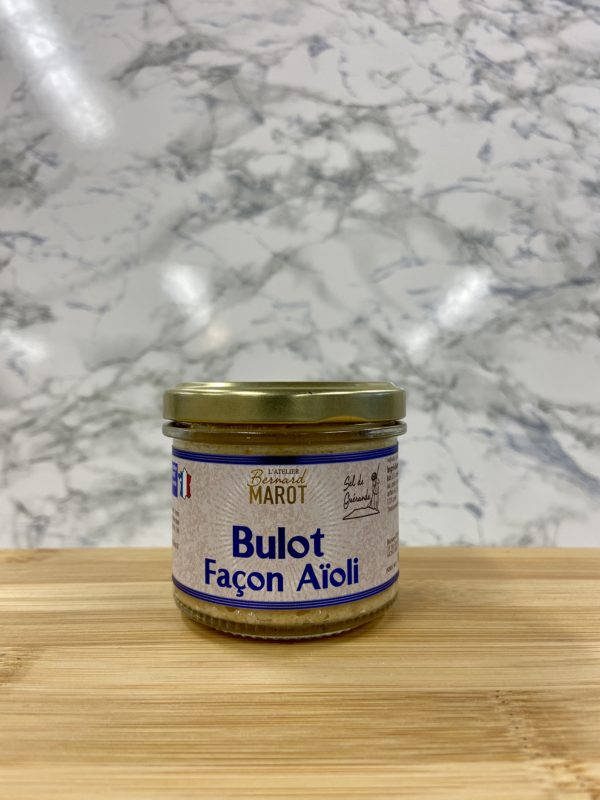 L'ATELIER
Bernard
MAROT
Sel de
Guérande
Bulot
Façon Aïoli